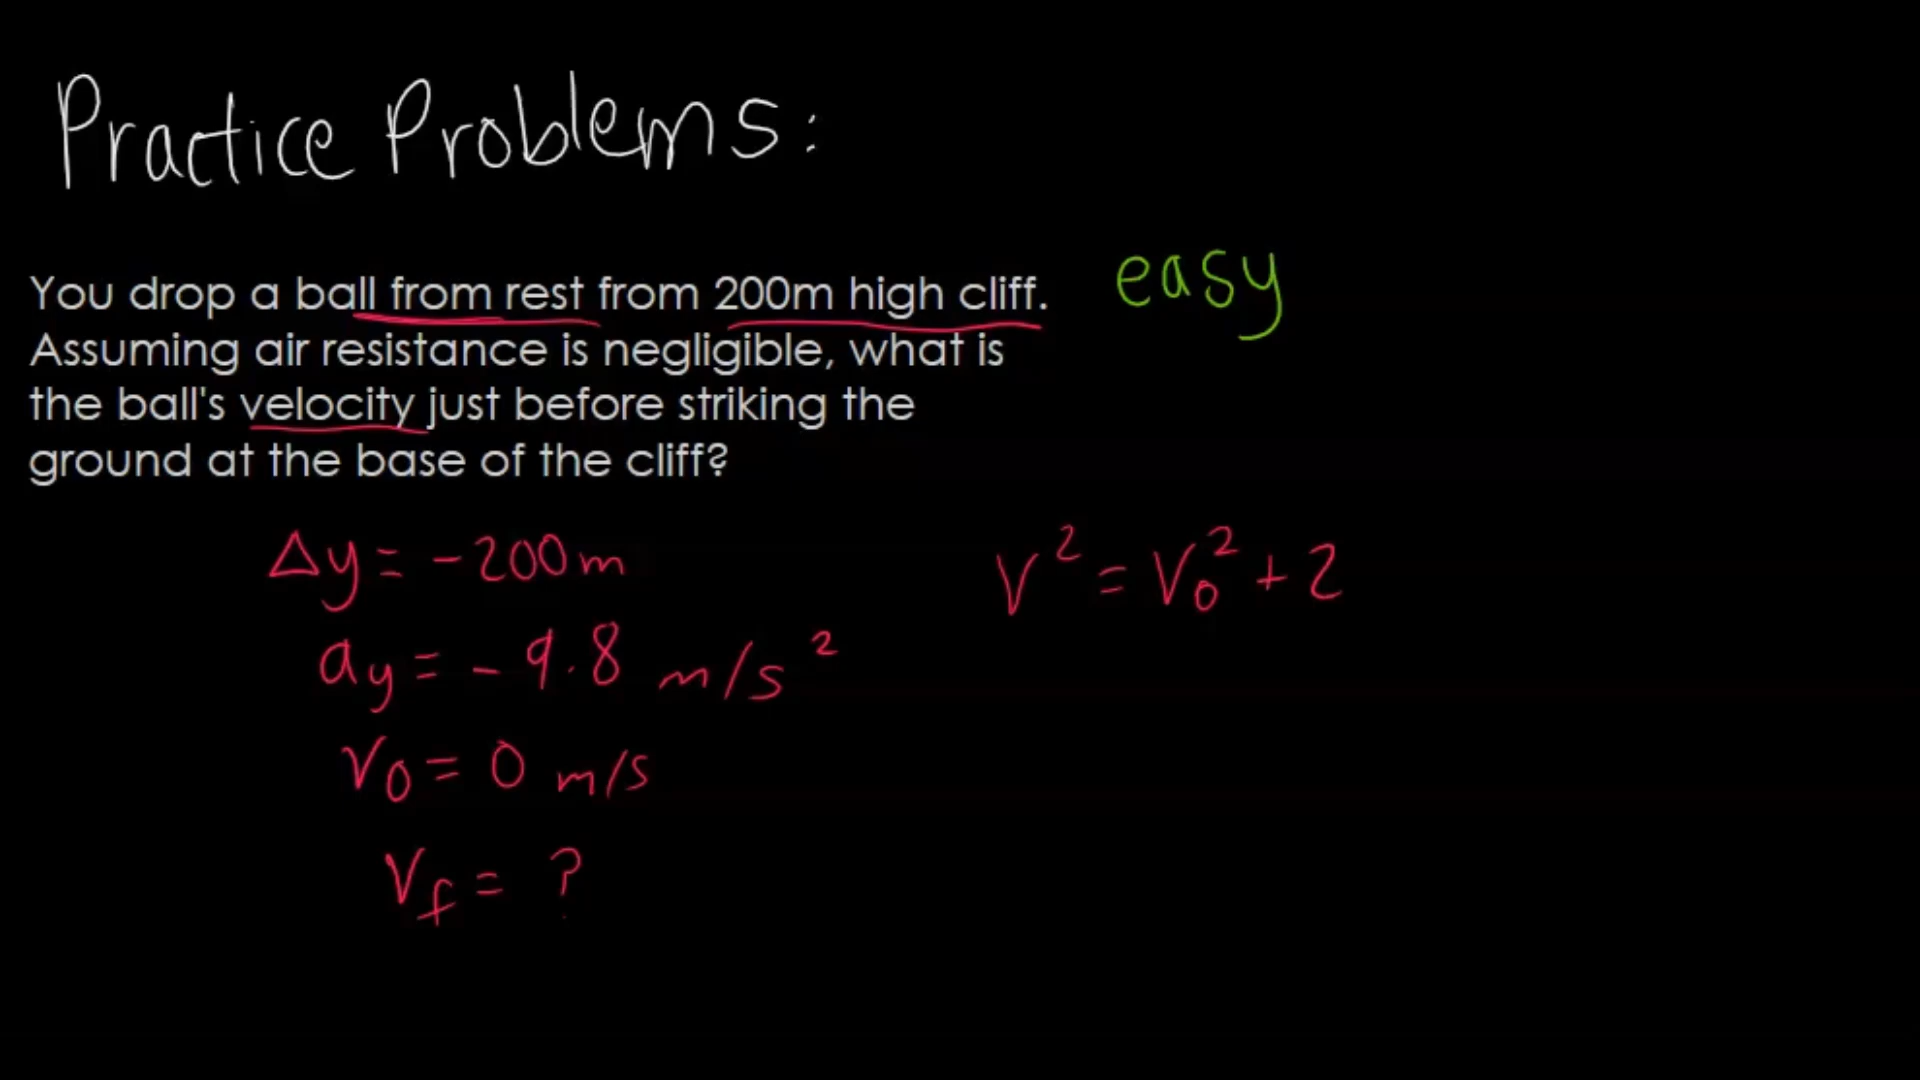 Practice Problems:
You drop a ball from rest from 200m high cliff.
easy
Assuming air resistance is negligible, what is
the ball's velocity just before striking the
ground at the base of the cliff?
Δy = -200m
v² = v₀² + 2
ay = -9.8 m/s²
v₀ = 0 m/s
vf = ?